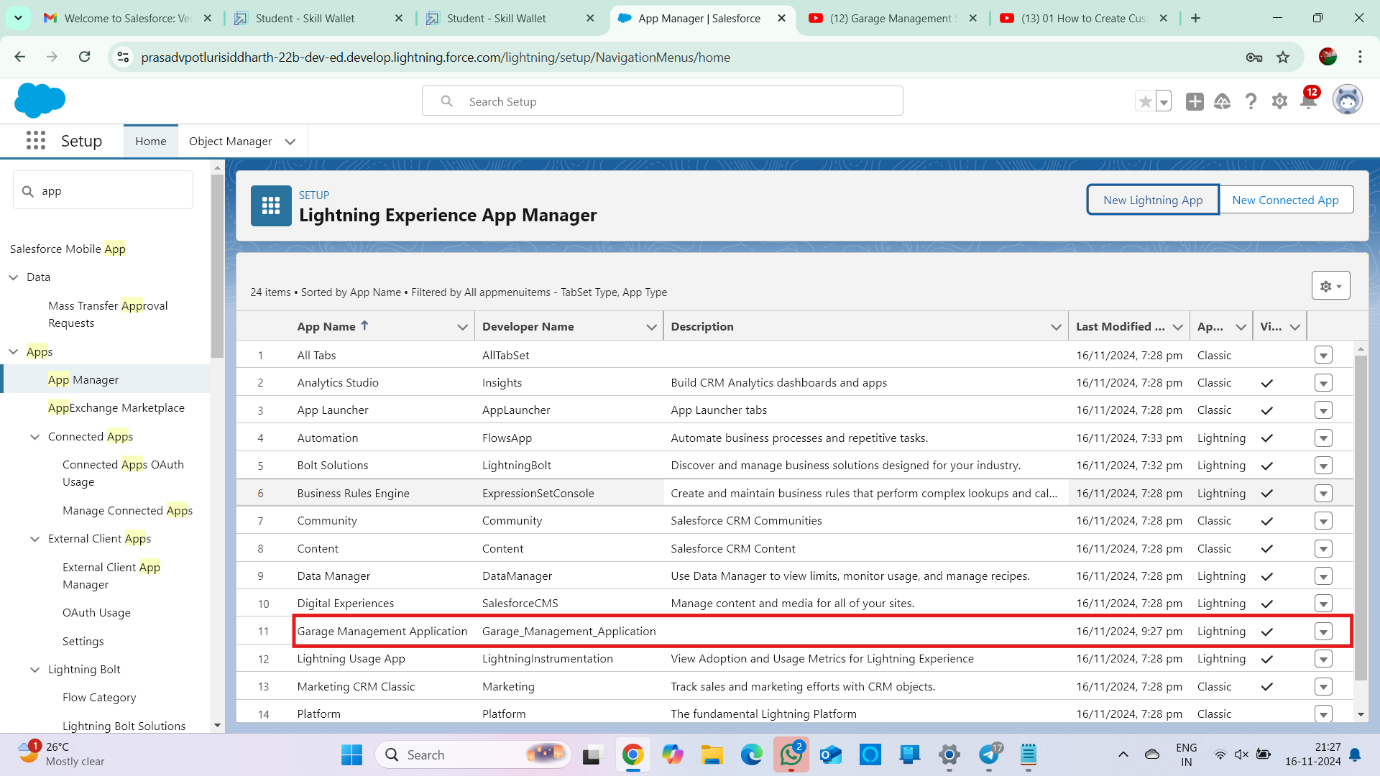 Welcome to Salesforce: Ve
Student - Skill Wallet
Student - Skill Wallet
App Manager | Salesforce
(12) Garage Management S
(13) 01 How to Create Cus
prasadvpotlurisiddharth-22b-dev-ed.develop.lightning.force.com/lightning/setup/NavigationMenus/home
Search Setup
12
Setup
Home
Object Manager
app
Salesforce Mobile App
Data
Mass Transfer Approval
Requests
Apps
App Manager
AppExchange Marketplace
Connected Apps
Connected Apps OAuth
Usage
Manage Connected Apps
External Client Apps
External Client App
Manager
OAuth Usage
Settings
Lightning Bolt
Flow Category
Lightning Bolt Solutions
SETUP
Lightning Experience App Manager
New Lightning App
New Connected App
24 items • Sorted by App Name • Filtered by All appmenuitems - TabSet Type, App Type
App Name Developer Name Description Last Modified ... Ap... Vi...
1 All Tabs AllTabSet 16/11/2024, 7:28 pm Classic
2 Analytics Studio Insights Build CRM Analytics dashboards and apps 16/11/2024, 7:28 pm Classic
3 App Launcher AppLauncher App Launcher tabs 16/11/2024, 7:28 pm Classic
4 Automation FlowsApp Automate business processes and repetitive tasks. 16/11/2024, 7:33 pm Lightning
5 Bolt Solutions LightningBolt Discover and manage business solutions designed for your industry. 16/11/2024, 7:32 pm Lightning
6 Business Rules Engine ExpressionSetConsole Create and maintain business rules that perform complex lookups and cal... 16/11/2024, 7:28 pm Lightning
7 Community Community Salesforce CRM Communities 16/11/2024, 7:28 pm Classic
8 Content Content Salesforce CRM Content 16/11/2024, 7:28 pm Classic
9 Data Manager DataManager Use Data Manager to view limits, monitor usage, and manage recipes. 16/11/2024, 7:28 pm Lightning
10 Digital Experiences SalesforceCMS Manage content and media for all of your sites. 16/11/2024, 7:28 pm Lightning
11 Garage Management Application Garage_Management_Application 16/11/2024, 9:27 pm Lightning
12 Lightning Usage App LightningInstrumentation View Adoption and Usage Metrics for Lightning Experience 16/11/2024, 7:28 pm Lightning
13 Marketing CRM Classic Marketing Track sales and marketing efforts with CRM objects. 16/11/2024, 7:28 pm Classic
14 Platform Platform The fundamental Lightning Platform 16/11/2024, 7:28 pm Classic
1
26°C
Mostly clear
Search
2
17
ENG
IN
21:27
16-11-2024